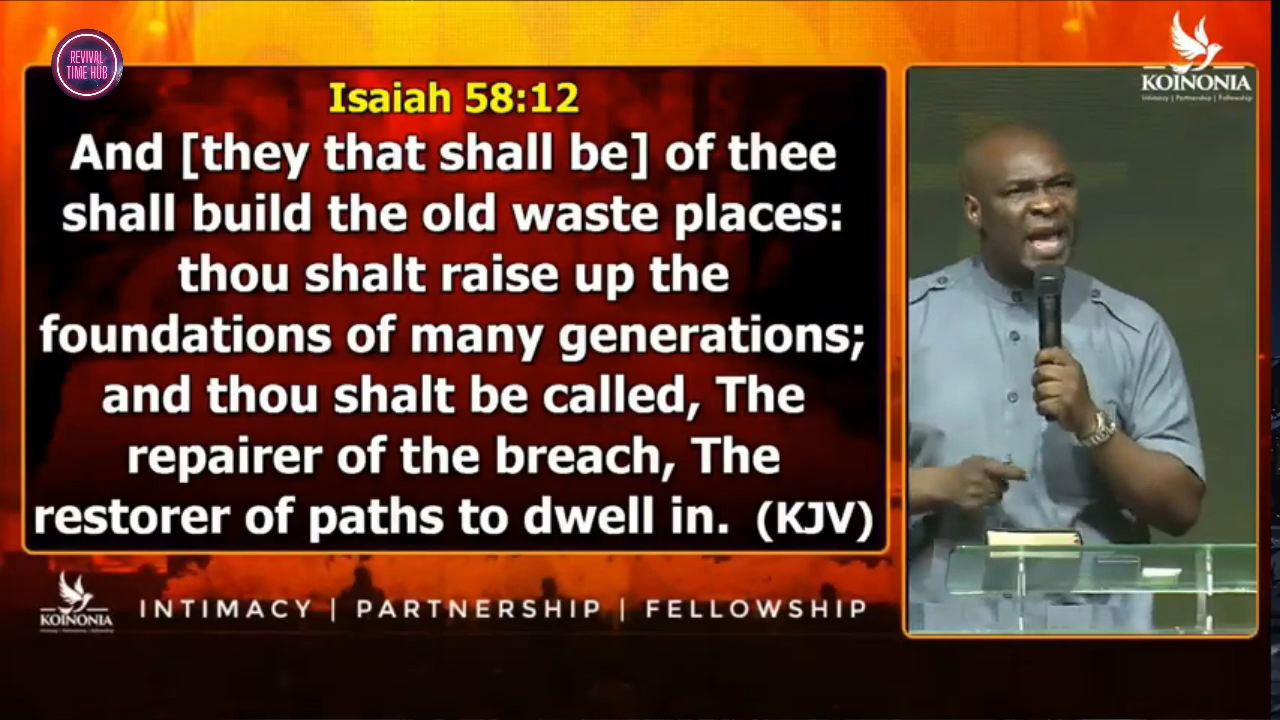 REVIVAL
TIME HUB
Isaiah 58:12
And [they that shall be] of thee
shall build the old waste places:
thou shalt raise up the
foundations of many generations;
and thou shalt be called, The
repairer of the breach, The
restorer of paths to dwell in. (KJV)
KOINONIA
Intimacy | Partnership | Fellowship
KOINONIA
INTIMACY | PARTNERSHIP | FELLOWSHIP